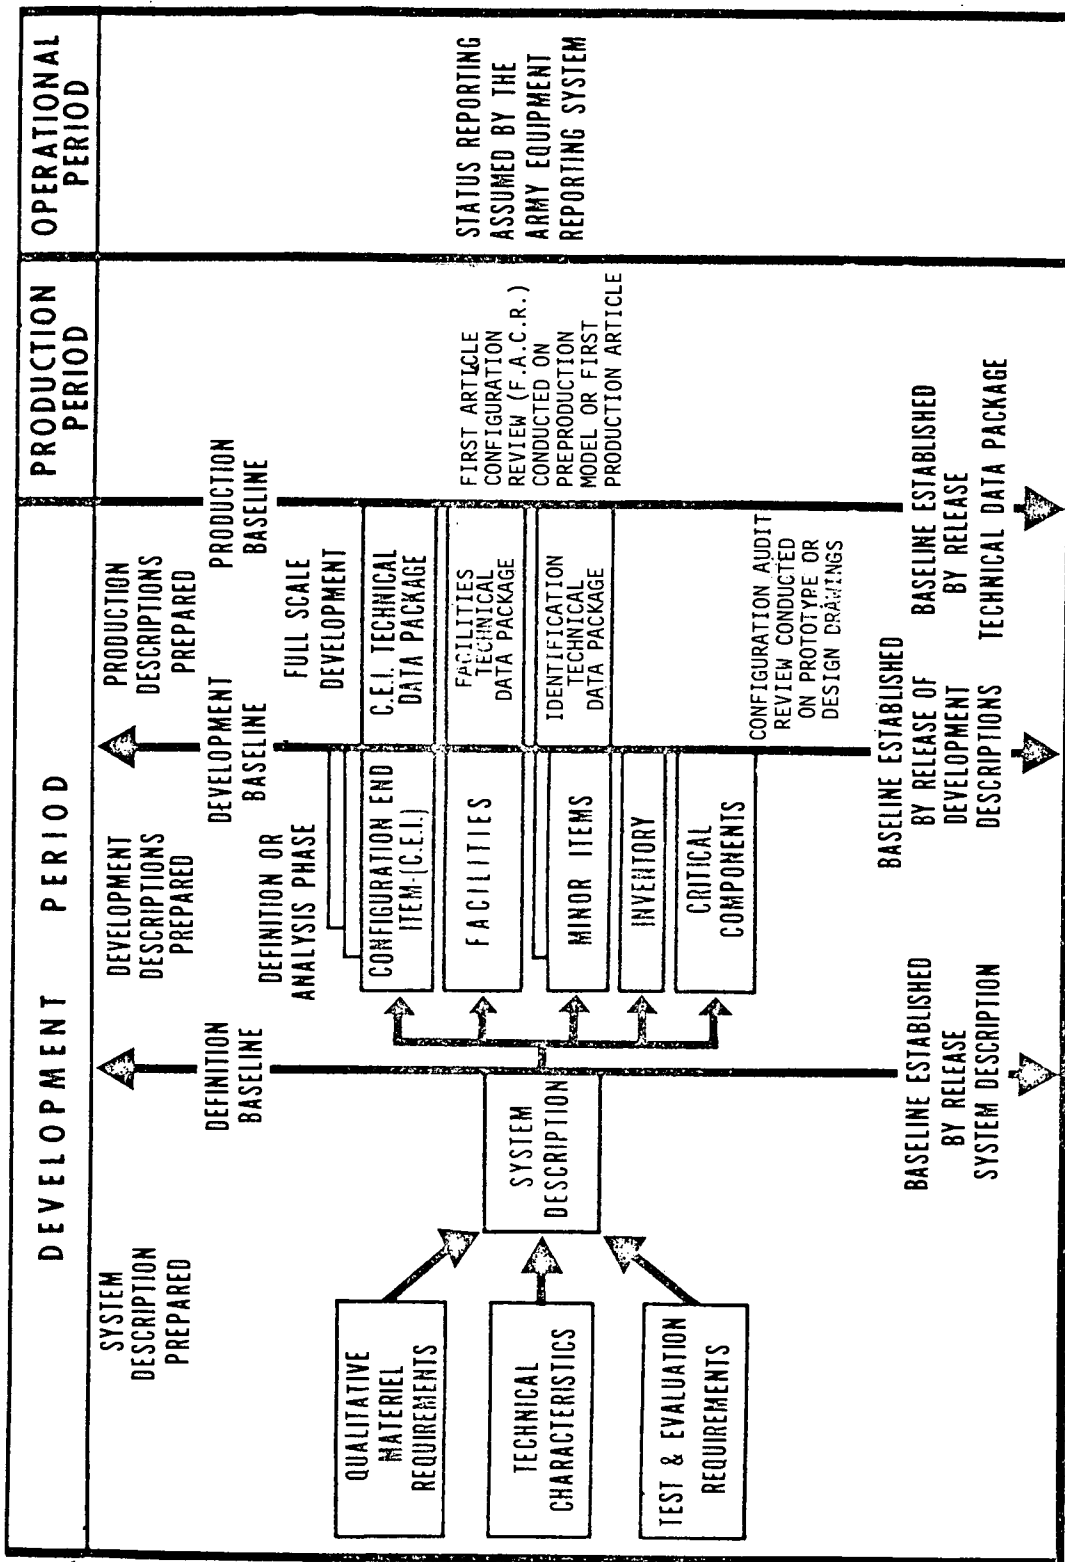 DEVELOPMENT PERIOD
PRODUCTION
PERIOD
OPERATIONAL
PERIOD
SYSTEM
DESCRIPTION
PREPARED
DEVELOPMENT
DESCRIPTIONS
PREPARED
PRODUCTION
DESCRIPTIONS
PREPARED
DEFINITION
BASELINE
DEVELOPMENT
BASELINE
PRODUCTION
BASELINE
DEFINITION OR
ANALYSIS PHASE
FULL SCALE
DEVELOPMENT
QUALITATIVE
MATERIEL
REQUIREMENTS
TECHNICAL
CHARACTERISTICS
TEST & EVALUATION
REQUIREMENTS
SYSTEM
DESCRIPTION
CONFIGURATION END
ITEM-(C.E.I.)
FACILITIES
MINOR ITEMS
INVENTORY
CRITICAL
COMPONENTS
C.E.I. TECHNICAL
DATA PACKAGE
FACILITIES
TECHNICAL
DATA PACKAGE
IDENTIFICATION
TECHNICAL
DATA PACKAGE
CONFIGURATION AUDIT
REVIEW CONDUCTED
ON PROTOTYPE OR
DESIGN DRAWINGS
FIRST ARTICLE
CONFIGURATION
REVIEW (F.A.C.R.)
CONDUCTED ON
PREPRODUCTION
MODEL OR FIRST
PRODUCTION ARTICLE
STATUS REPORTING
ASSUMED BY THE
ARMY EQUIPMENT
REPORTING SYSTEM
BASELINE ESTABLISHED
BY RELEASE
SYSTEM DESCRIPTION
BASELINE ESTABLISHED
BY RELEASE OF
DEVELOPMENT
DESCRIPTIONS
BASELINE ESTABLISHED
BY RELEASE
TECHNICAL DATA PACKAGE